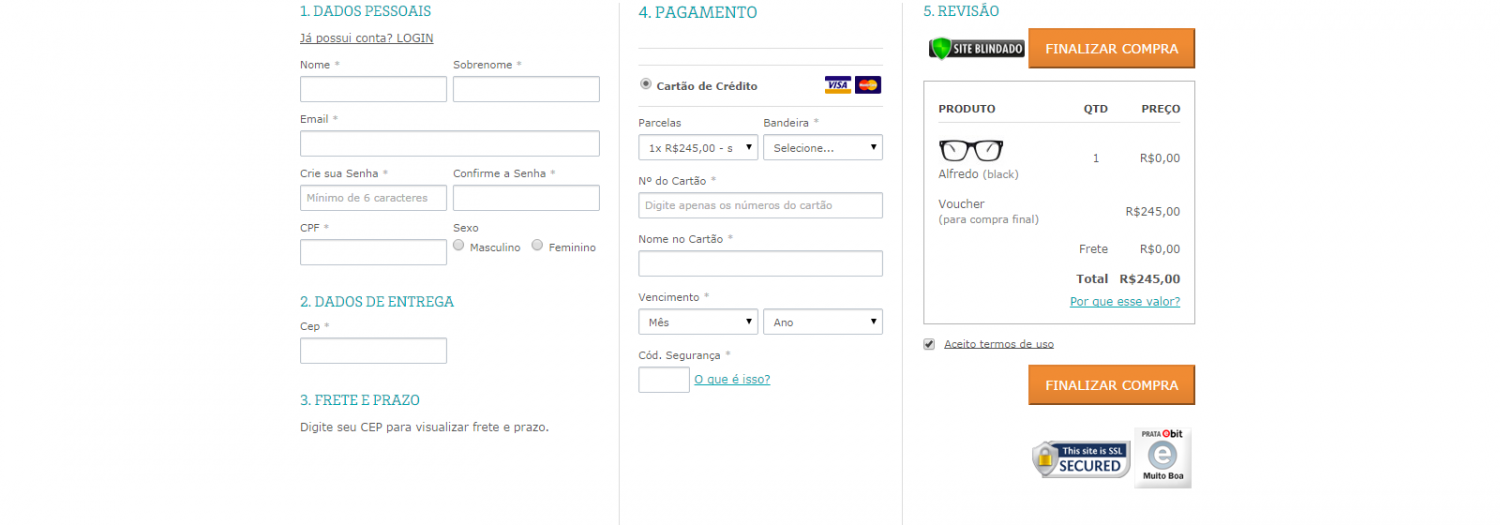 1. DADOS PESSOAIS
Já possui conta? LOGIN
Nome * Sobrenome *
Email *
Crie sua Senha * Confirme a Senha *
Mínimo de 6 caracteres
CPF * Sexo
Masculino Feminino
2. DADOS DE ENTREGA
Cep *
3. FRETE E PRAZO
Digite seu CEP para visualizar frete e prazo.
4. PAGAMENTO
Cartão de Crédito VISA MasterCard
Parcelas Bandeira *
1x R$245,00 - s Selecione...
Nº do Cartão *
Digite apenas os números do cartão
Nome no Cartão *
Vencimento *
Mês Ano
Cód. Segurança *
O que é isso?
5. REVISÃO
SITE BLINDADO FINALIZAR COMPRA
PRODUTO QTD PREÇO
1 R$0,00
Alfredo (black)
Voucher
(para compra final) R$245,00
Frete R$0,00
Total R$245,00
Por que esse valor?
Aceito termos de uso
FINALIZAR COMPRA
This site is SSL
SECURED
PRATA ebit
e
Muito Boa